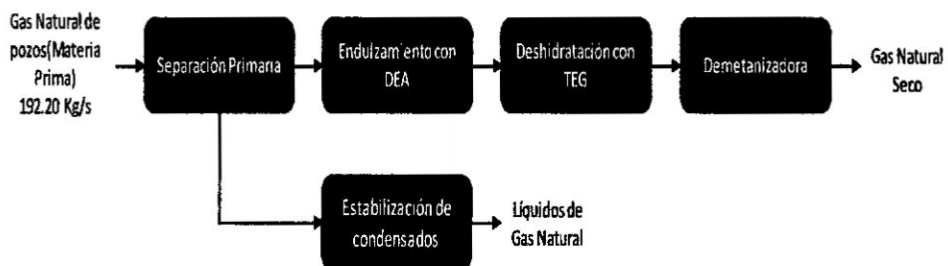 Gas Natural de
pozos(Materia
Prima)
192.20 Kg/s
Separación Primaria
Endulzamiento con
DEA
Deshidratación con
TEG
Demetanizadora
Gas Natural
Seco
Estabilización de
condensados
Líquidos de
Gas Natural